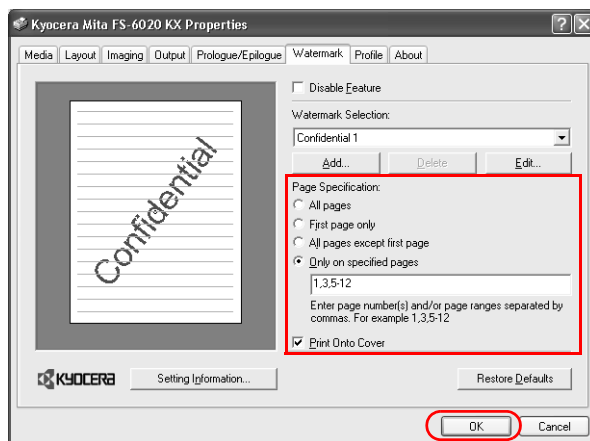 Kyocera Mita FS-6020 KX Properties
Media Layout Imaging Output Prologue/Epilogue Watermark Profile About
Confidential
Disable Feature
Watermark Selection:
Confidential 1
Add... Delete Edit...
Page Specification:
All pages
First page only
All pages except first page
Only on specified pages
1,3,5-12
Enter page number(s) and/or page ranges separated by
commas. For example 1,3,5-12
Print Onto Cover
KYOCERA Setting Information... Restore Defaults
OK Cancel